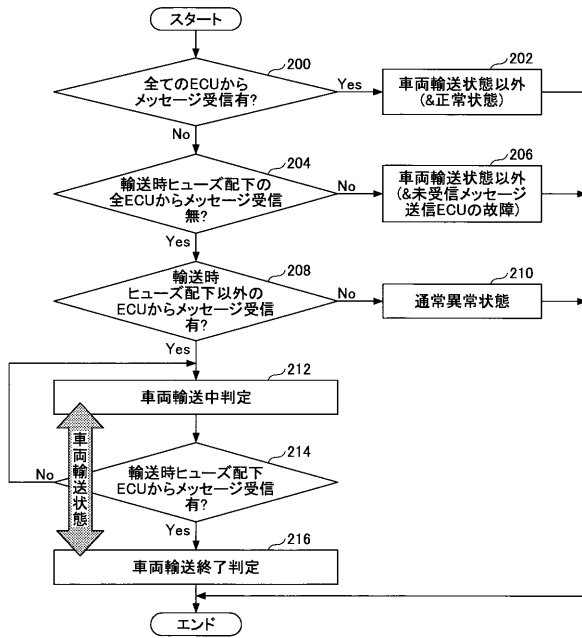 スタート
200
全てのECUから
メッセージ受信有?
Yes
No
202
車両輸送状態以外
(&正常状態)
204
輸送時ヒューズ配下の
全ECUからメッセージ受信
無?
No
Yes
206
車両輸送状態以外
(&未受信メッセージ
送信ECUの故障)
208
輸送時
ヒューズ配下以外の
ECUからメッセージ受信
有?
No
Yes
210
通常異常状態
212
車両輸送中判定
車両輸送状態
214
輸送時ヒューズ配下
ECUからメッセージ受信
有?
No
Yes
216
車両輸送終了判定
エンド